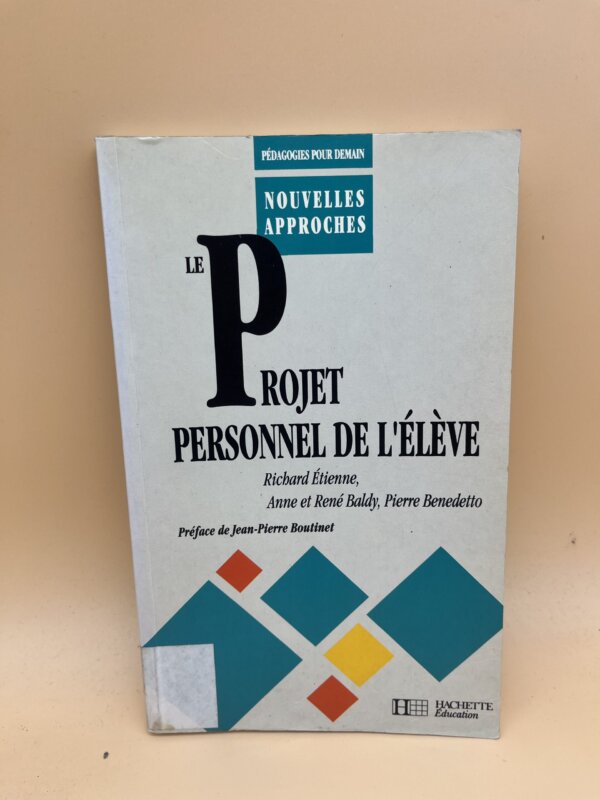 PÉDAGOGIES POUR DEMAIN
NOUVELLES
APPROCHES
LE
PROJET
PERSONNEL DE L'ÉLÈVE
Richard Étienne,
Anne et René Baldy, Pierre Benedetto
Préface de Jean-Pierre Boutinet
H HACHETTE
Éducation